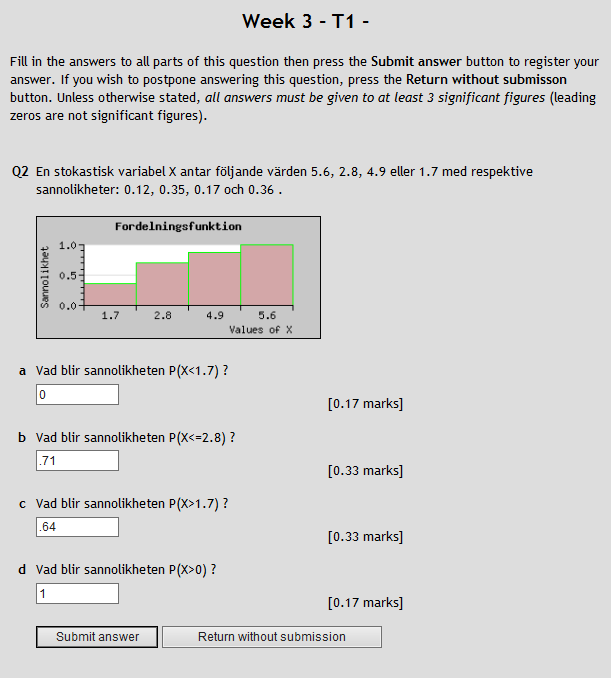 Week 3 - T1 -
Fill in the answers to all parts of this question then press the Submit answer button to register your
answer. If you wish to postpone answering this question, press the Return without submisson
button. Unless otherwise stated, all answers must be given to at least 3 significant figures (leading
zeros are not significant figures).
Q2 En stokastisk variabel X antar följande värden 5.6, 2.8, 4.9 eller 1.7 med respektive
sannolikheter: 0.12, 0.35, 0.17 och 0.36 .
Fordelningsfunktion
Sannolikhet
1.0
0.5
0.0
1.7 2.8 4.9 5.6
Values of X
a Vad blir sannolikheten P(X<1.7) ?
0
[0.17 marks]
b Vad blir sannolikheten P(X<=2.8) ?
.71
[0.33 marks]
c Vad blir sannolikheten P(X>1.7) ?
.64
[0.33 marks]
d Vad blir sannolikheten P(X>0) ?
1
[0.17 marks]
Submit answer Return without submission